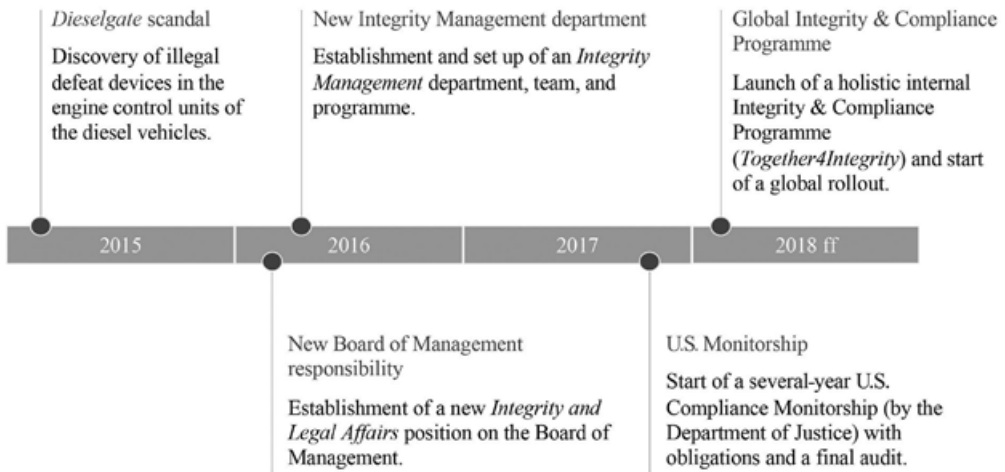 Dieselgate scandal
Discovery of illegal
defeat devices in the
engine control units of
the diesel vehicles.
New Integrity Management department
Establishment and set up of an Integrity
Management department, team, and
programme.
Global Integrity & Compliance
Programme
Launch of a holistic internal
Integrity & Compliance
Programme
(Together4Integrity) and start
of a global rollout.
2015
2016
2017
2018 ff
New Board of Management
responsibility
Establishment of a new Integrity and
Legal Affairs position on the Board of
Management.
U.S. Monitorship
Start of a several-year U.S.
Compliance Monitorship (by the
Department of Justice) with
obligations and a final audit.